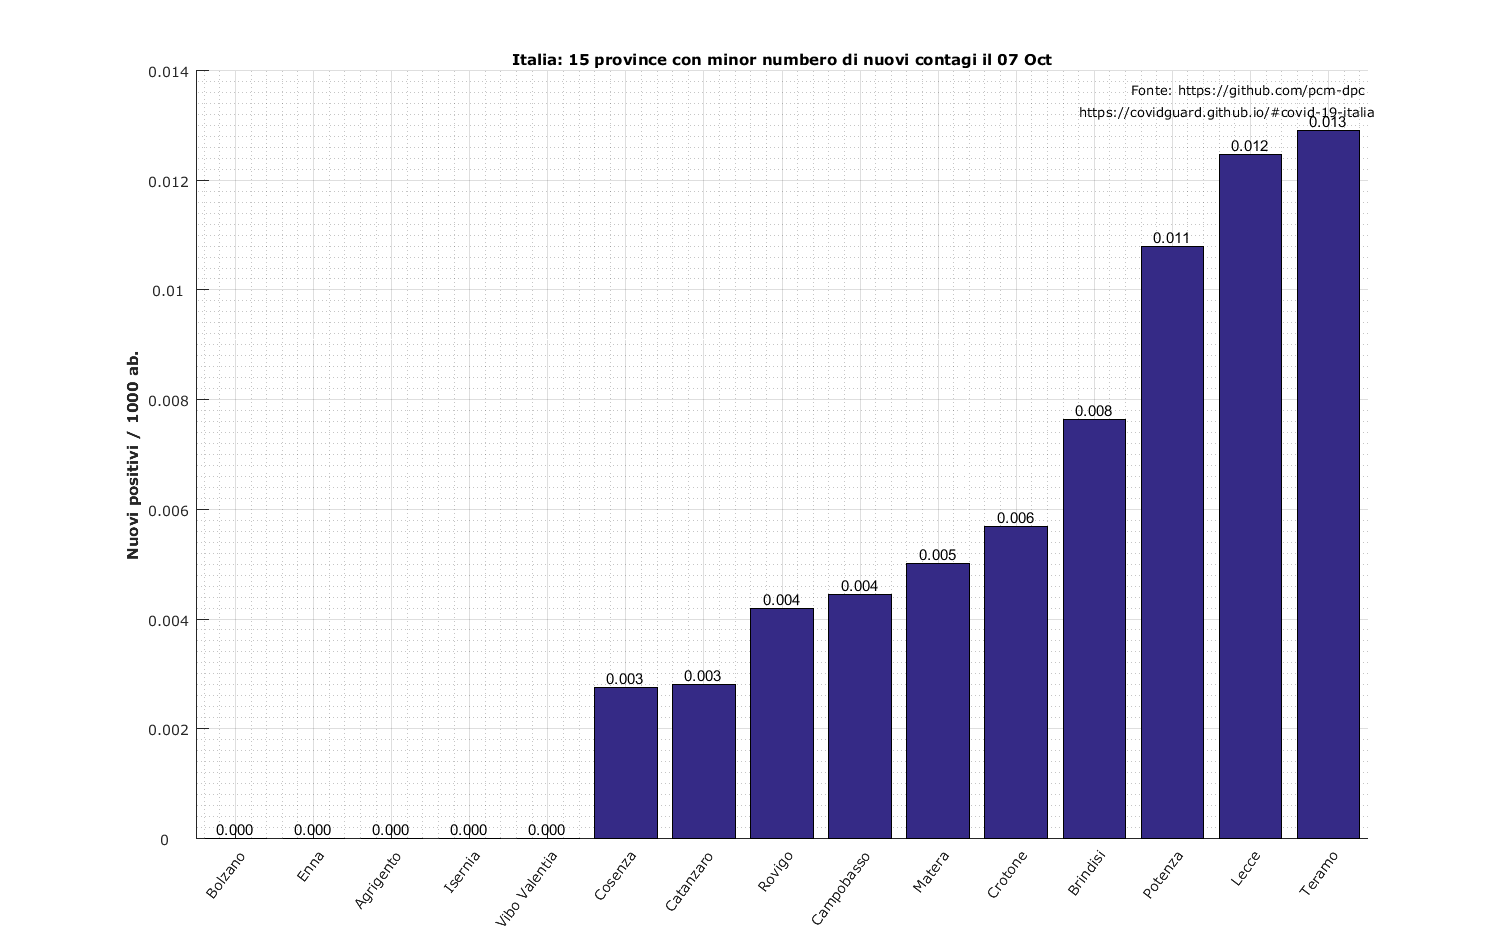 Italia: 15 province con minor numbero di nuovi contagi il 07 Oct
Fonte: https://github.com/pcm-dpc
https://covidguard.github.io/#covid-19-italia
Nuovi positivi / 1000 ab.
0.014
0.012
0.01
0.008
0.006
0.004
0.002
0
0.000
0.000
0.000
0.000
0.000
0.003
0.003
0.004
0.004
0.005
0.006
0.008
0.011
0.012
0.013
Bolzano
Enna
Agrigento
Isernia
Vibo Valentia
Cosenza
Catanzaro
Rovigo
Campobasso
Matera
Crotone
Brindisi
Potenza
Lecce
Teramo